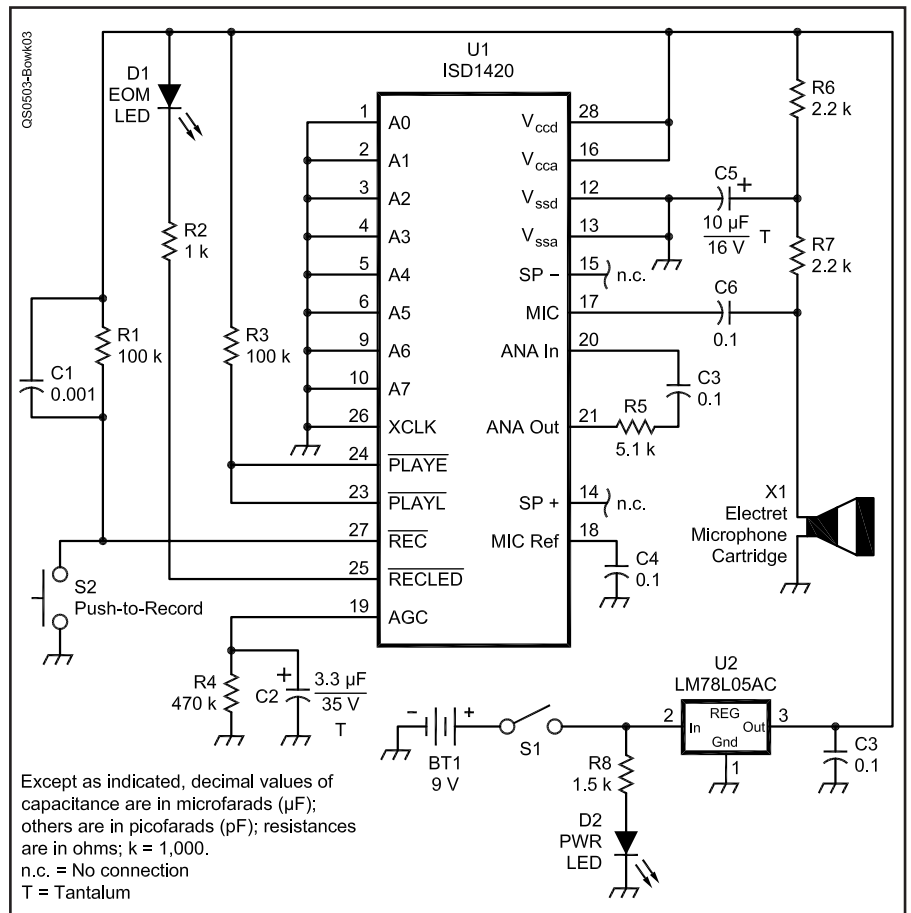 QS0503-Bowk03
U1
ISD1420
D1
EOM
LED
R2
1 k
R1
100 k
C1
0.001
R3
100 k
1
A0
2
A1
3
A2
4
A3
5
A4
6
A5
9
A6
10
A7
26
XCLK
24
PLAYE
23
PLAYL
27
REC
25
RECLED
19
AGC
Vccd
28
Vcca
16
Vssd
12
Vssa
13
SP –
15
n.c.
MIC
17
ANA In
20
ANA Out
21
SP +
14
n.c.
MIC Ref
18
R6
2.2 k
C5
+
10 µF
16 V
T
R7
2.2 k
C6
0.1
C3
0.1
R5
5.1 k
X1
Electret
Microphone
Cartridge
C4
0.1
S2
Push-to-Record
R4
470 k
C2
+
3.3 µF
35 V
T
U2
LM78L05AC
2
In
REG
Out
3
Gnd
1
–
+
BT1
9 V
S1
R8
1.5 k
C3
0.1
D2
PWR
LED
Except as indicated, decimal values of
capacitance are in microfarads (µF);
others are in picofarads (pF); resistances
are in ohms; k = 1,000.
n.c. = No connection
T = Tantalum